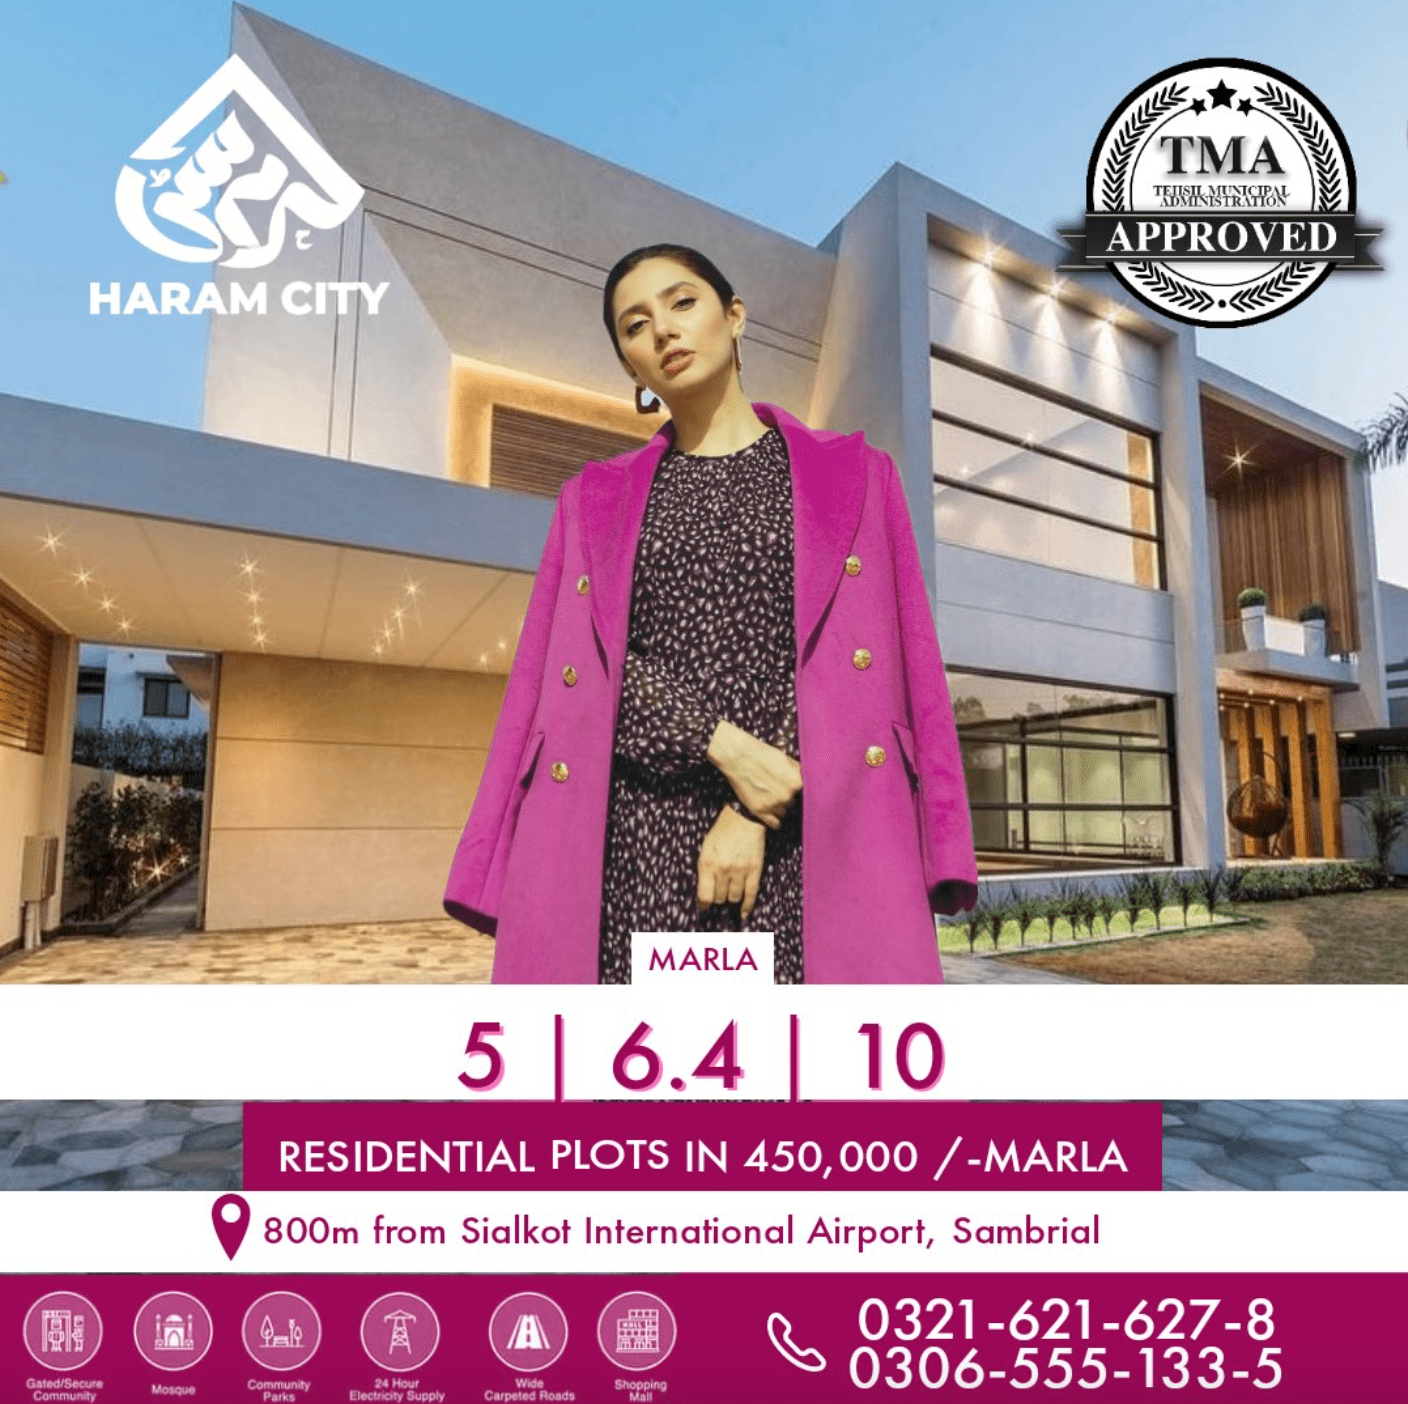 HARAM CITY
TMA
TEHSIL MUNICIPAL
ADMINISTRATION
APPROVED
MARLA
5 | 6.4 | 10
RESIDENTIAL PLOTS IN 450,000 /-MARLA
800m from Sialkot International Airport, Sambrial
Gated/Secure
Community
Mosque
Community
Parks
24 Hour
Electricity Supply
Wide
Carpeted Roads
MALL
Shopping
Mall
0321-621-627-8
0306-555-133-5